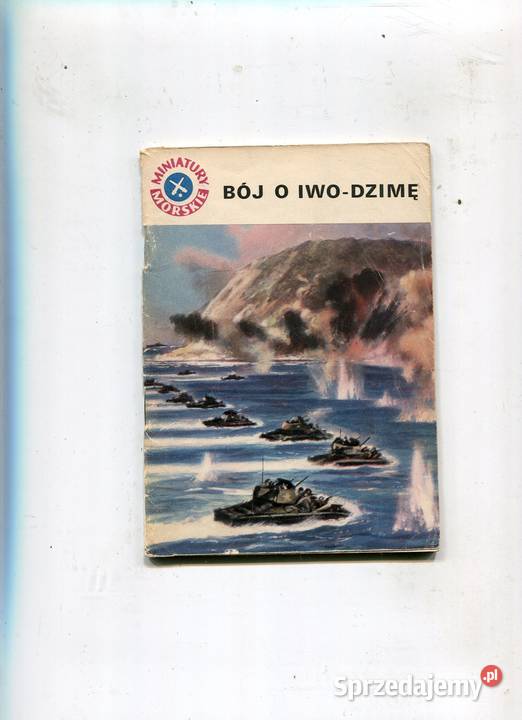 MINIATURY
MORSKIE
BÓJ O IWO-DZIMĘ
Sprzedajemy.pl